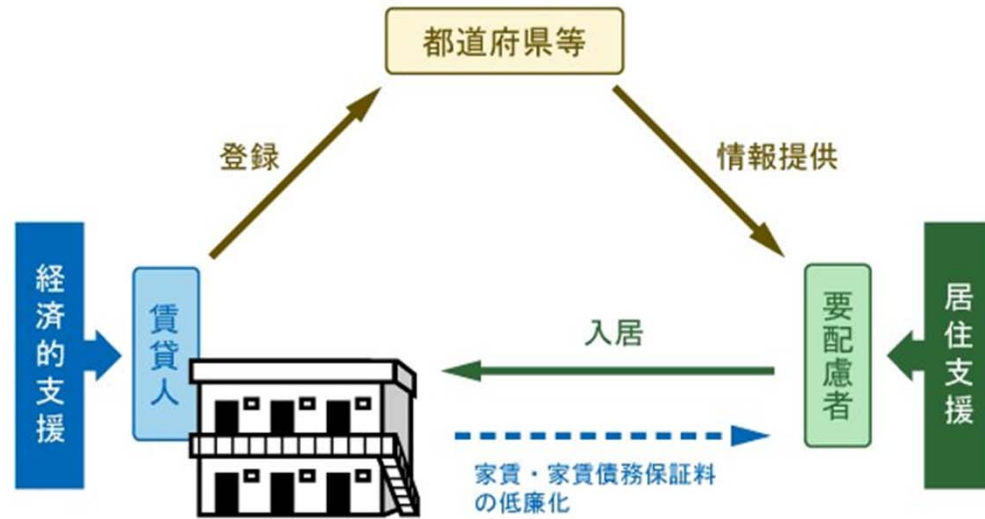 都道府県等
登録
情報提供
経済的支援
賃貸人
入居
要配慮者
居住支援
家賃・家賃債務保証料
の低廉化